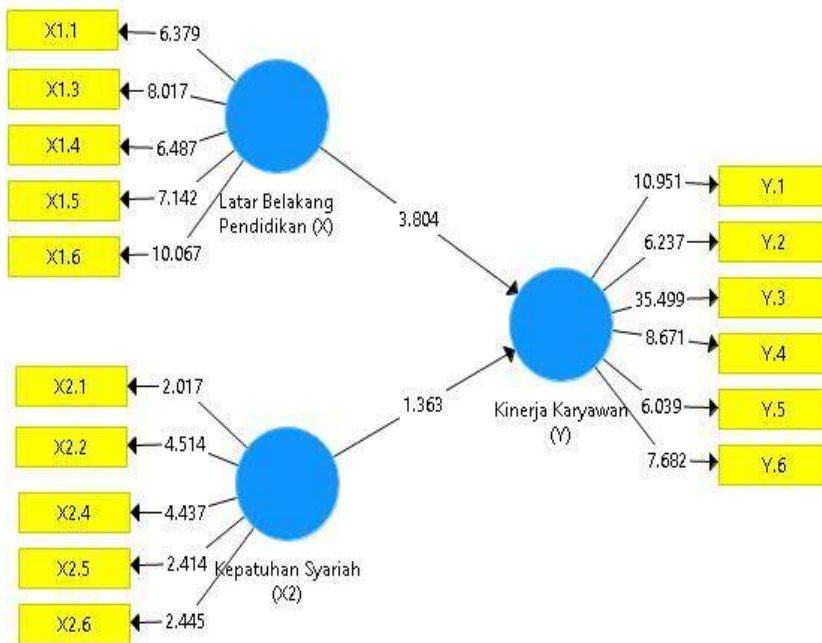 X1.1
6.379
X1.3
8.017
X1.4
6.487
X1.5
7.142
X1.6
10.067
Latar Belakang
Pendidikan (X)
3.804
X2.1
2.017
X2.2
4.514
X2.4
4.437
X2.5
2.414
X2.6
2.445
Kepatuhan Syariah
(X2)
1.363
Kinerja Karyawan
(Y)
10.951
Y.1
6.237
Y.2
35.499
Y.3
8.671
Y.4
6.039
Y.5
7.682
Y.6